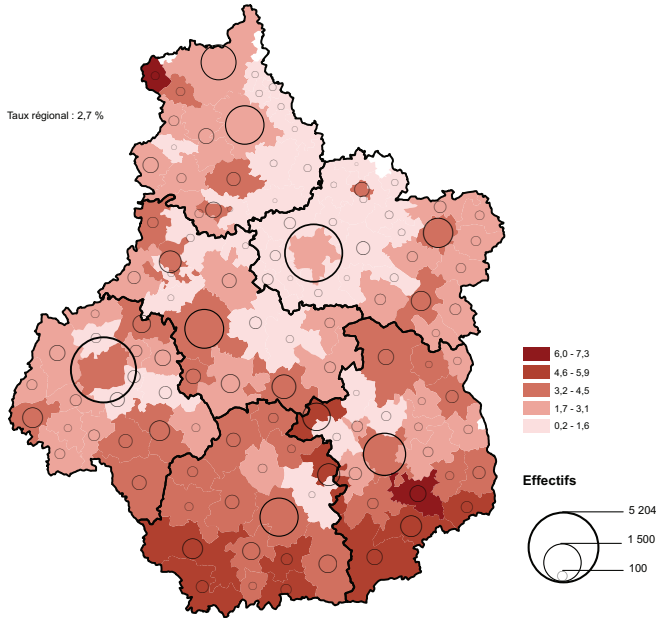 Taux régional : 2,7 %
6,0 - 7,3
4,6 - 5,9
3,2 - 4,5
1,7 - 3,1
0,2 - 1,6
Effectifs
5 204
1 500
100